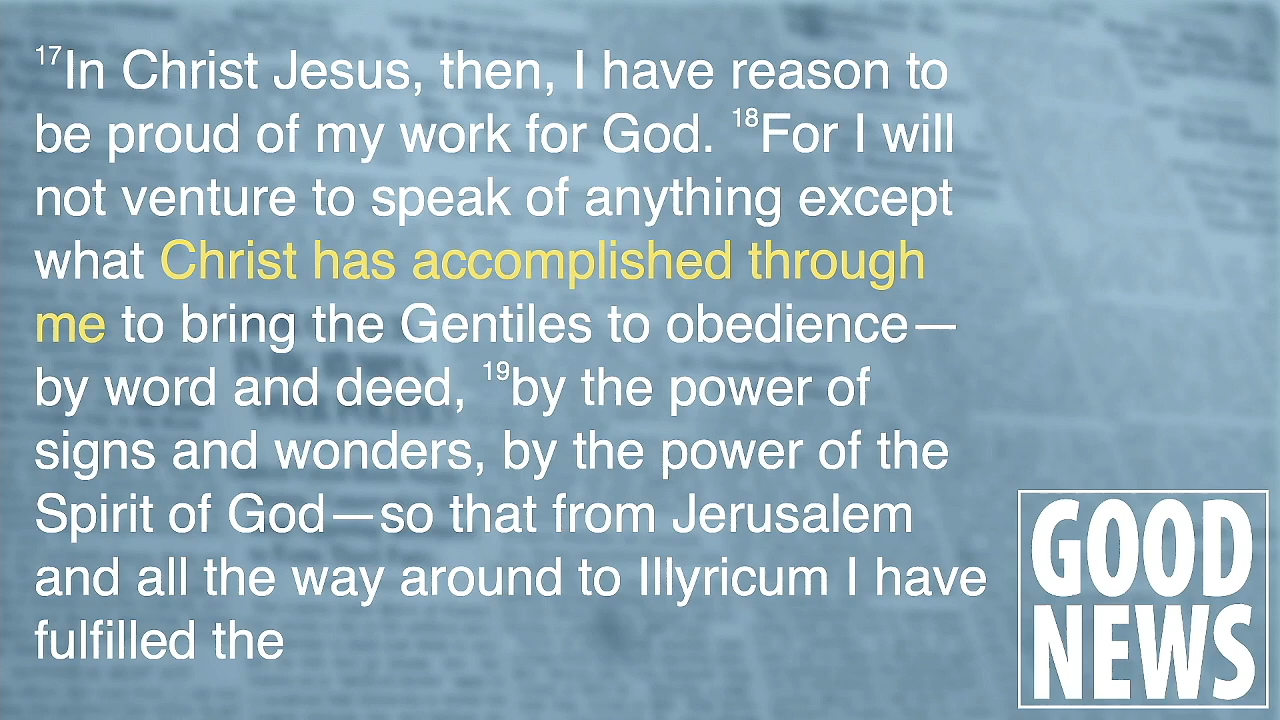 ¹⁷In Christ Jesus, then, I have reason to
be proud of my work for God. ¹⁸For I will
not venture to speak of anything except
what Christ has accomplished through
me to bring the Gentiles to obedience—
by word and deed, ¹⁹by the power of
signs and wonders, by the power of the
Spirit of God—so that from Jerusalem
and all the way around to Illyricum I have
fulfilled the
GOOD
NEWS